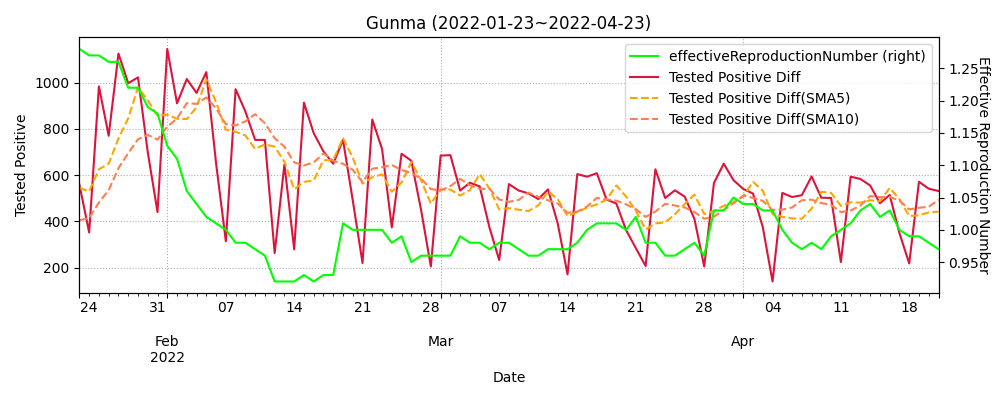 Gunma (2022-01-23~2022-04-23)
effectiveReproductionNumber (right)
Tested Positive Diff
Tested Positive Diff(SMA5)
Tested Positive Diff(SMA10)
Tested Positive
1000
800
600
400
200
Effective Reproduction Number
1.25
1.20
1.15
1.10
1.05
1.00
0.95
24 31 07 14 21 28 07 14 21 28 04 11 18
Feb Mar Apr
2022
Date